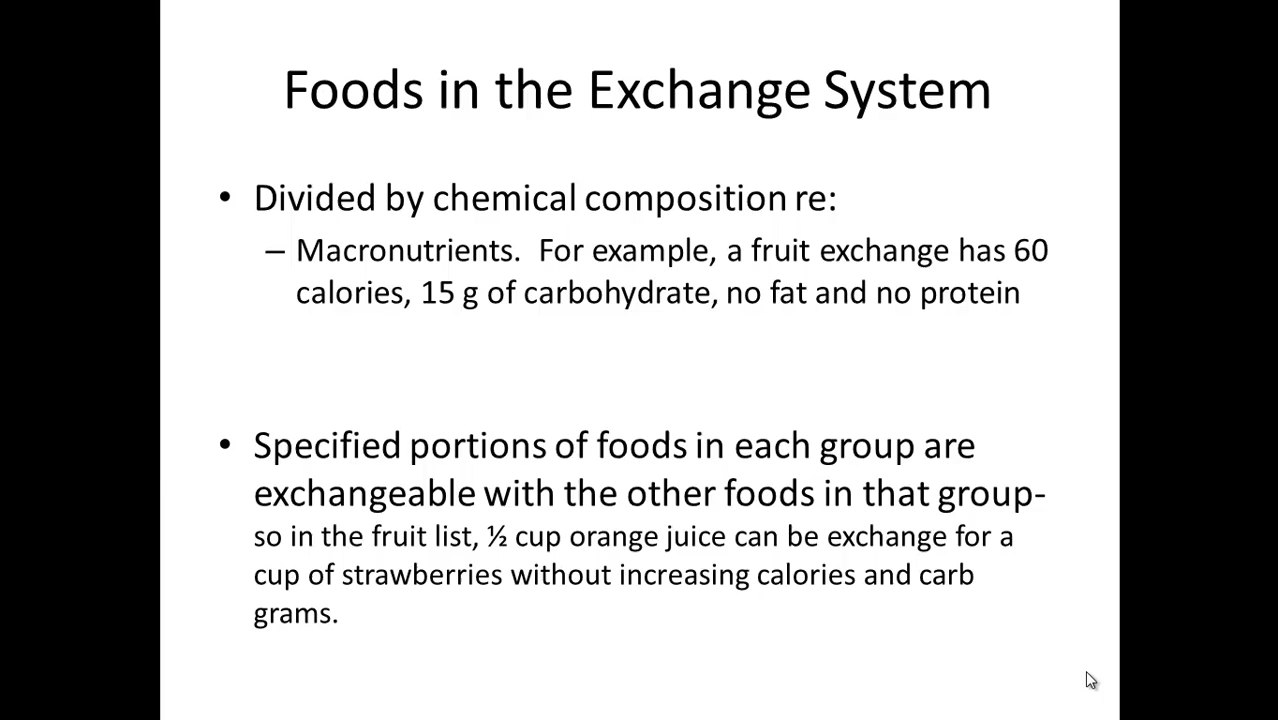 Foods in the Exchange System
• Divided by chemical composition re:
– Macronutrients.  For example, a fruit exchange has 60
calories, 15 g of carbohydrate, no fat and no protein
• Specified portions of foods in each group are
exchangeable with the other foods in that group-
so in the fruit list, ½ cup orange juice can be exchange for a
cup of strawberries without increasing calories and carb
grams.